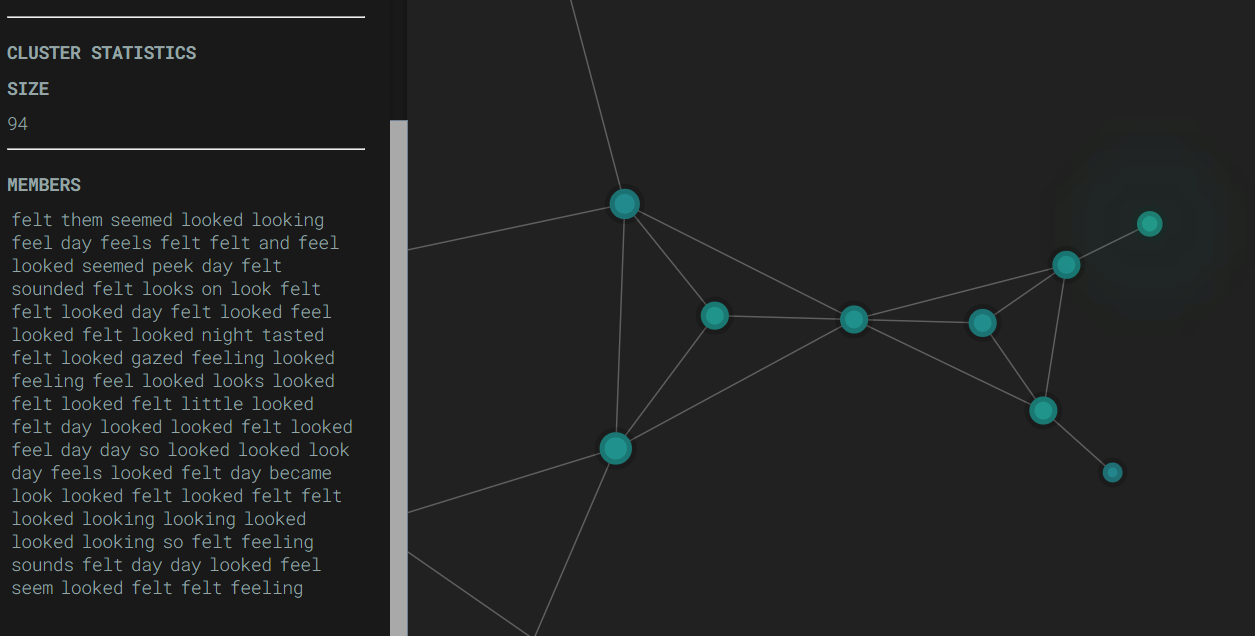 CLUSTER STATISTICS
SIZE
94
MEMBERS
felt them seemed looked looking
feel day feels felt felt and feel
looked seemed peek day felt
sounded felt looks on look felt
felt looked day felt looked feel
looked felt looked night tasted
felt looked gazed feeling looked
feeling feel looked looks looked
felt looked felt little looked
felt day looked looked felt looked
feel day day so looked looked look
day feels looked felt day became
look looked felt looked felt felt
looked looking looking looked
looked looking so felt feeling
sounds felt day day looked feel
seem looked felt felt feeling